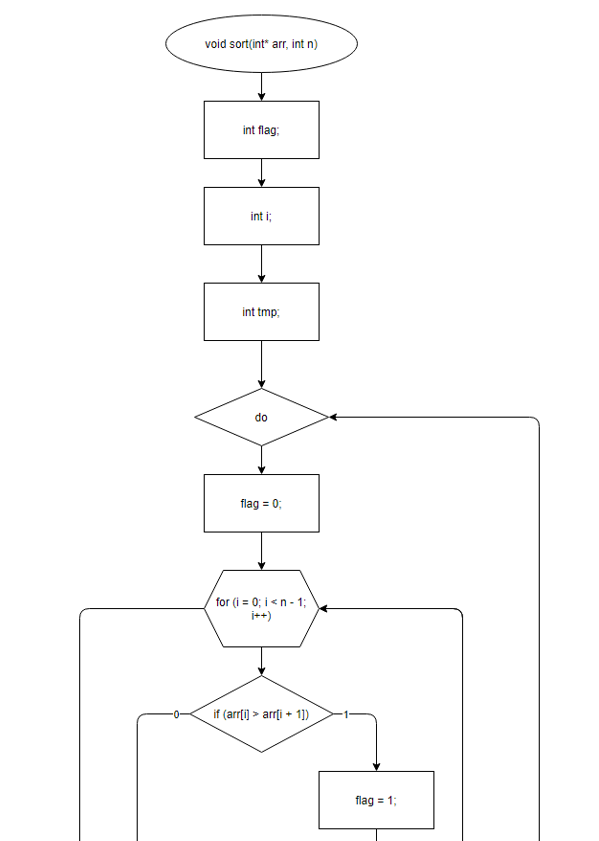 void sort(int* arr, int n)
int flag;
int i;
int tmp;
do
flag = 0;
for (i = 0; i < n - 1;
i++)
0
if (arr[i] > arr[i + 1])
1
flag = 1;